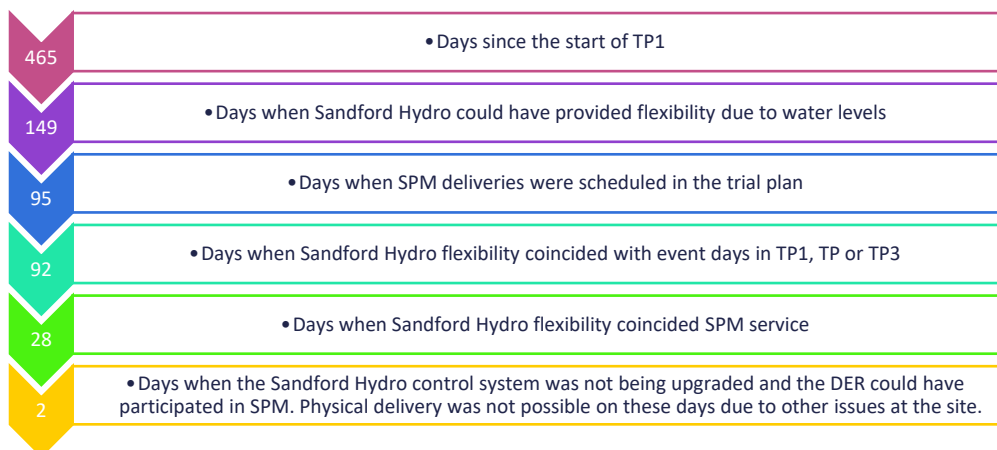 465
•Days since the start of TP1
149
•Days when Sandford Hydro could have provided flexibility due to water levels
95
•Days when SPM deliveries were scheduled in the trial plan
92
•Days when Sandford Hydro flexibility coincided with event days in TP1, TP or TP3
28
•Days when Sandford Hydro flexibility coincided SPM service
2
•Days when the Sandford Hydro control system was not being upgraded and the DER could have
participated in SPM. Physical delivery was not possible on these days due to other issues at the site.